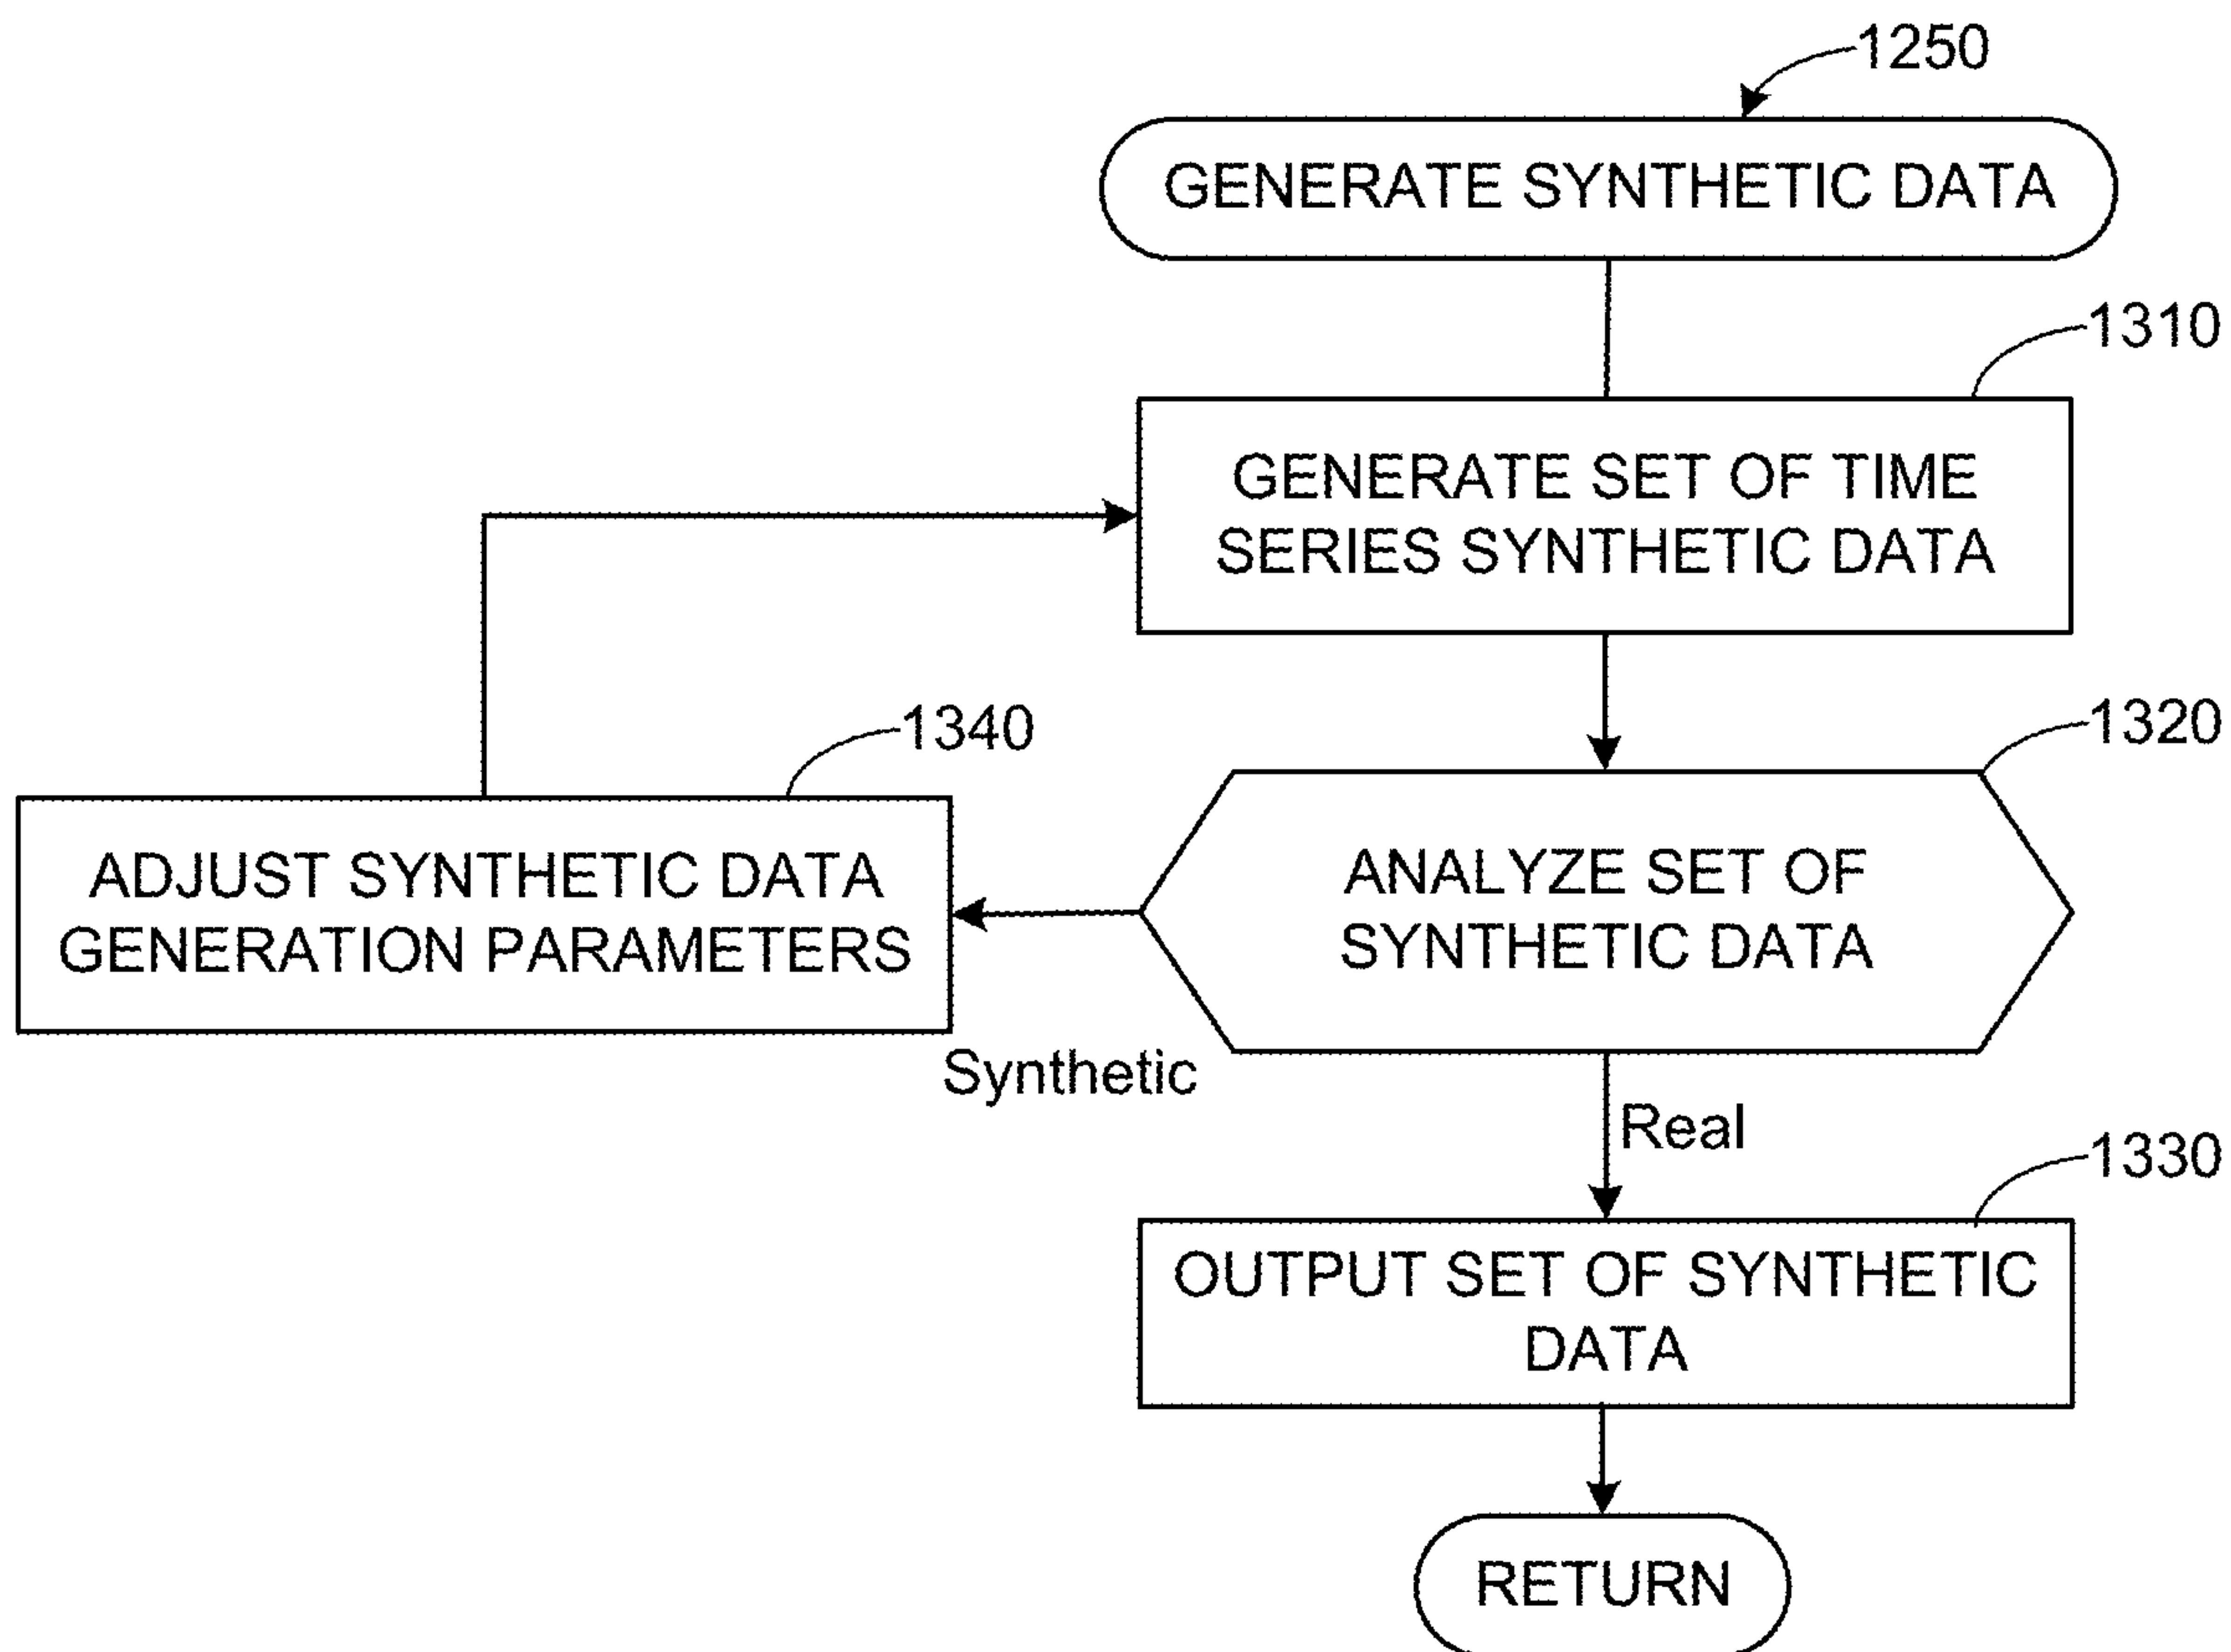 1250
GENERATE SYNTHETIC DATA
1310
GENERATE SET OF TIME
SERIES SYNTHETIC DATA
1340
1320
ADJUST SYNTHETIC DATA
GENERATION PARAMETERS
ANALYZE SET OF
SYNTHETIC DATA
Synthetic
Real
1330
OUTPUT SET OF SYNTHETIC
DATA
RETURN